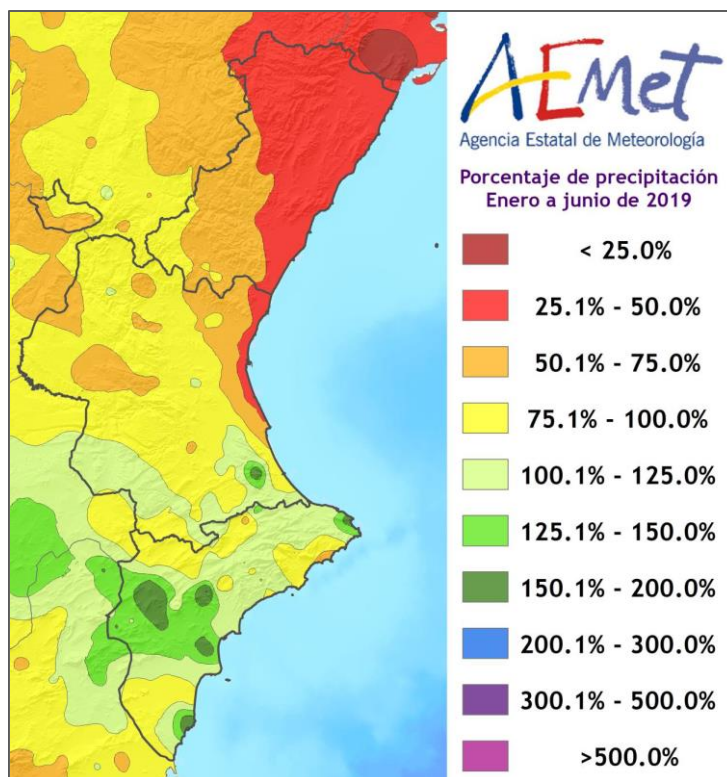 AEMet
Agencia Estatal de Meteorología
Porcentaje de precipitación
Enero a junio de 2019
< 25.0%
25.1% - 50.0%
50.1% - 75.0%
75.1% - 100.0%
100.1% - 125.0%
125.1% - 150.0%
150.1% - 200.0%
200.1% - 300.0%
300.1% - 500.0%
>500.0%